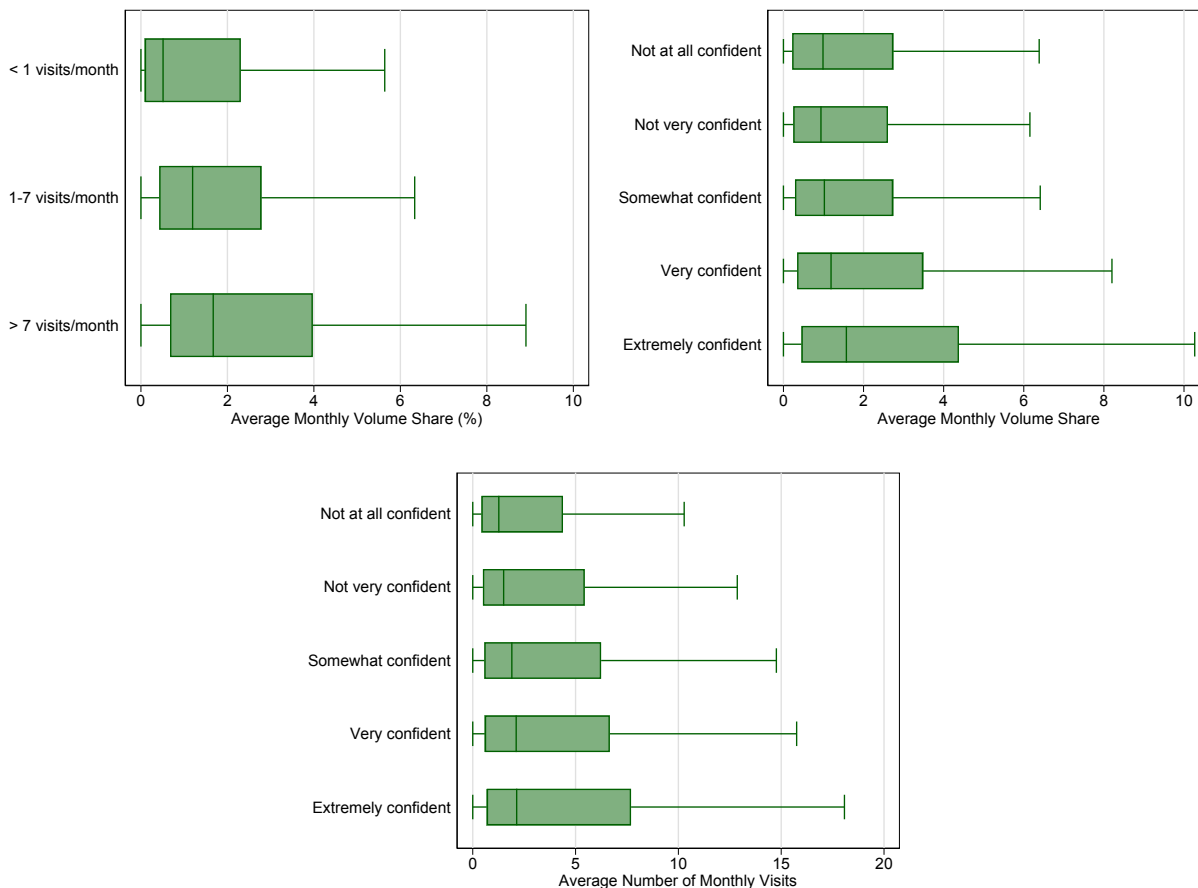 < 1 visits/month
1-7 visits/month
> 7 visits/month
0 2 4 6 8 10
Average Monthly Volume Share (%)
Not at all confident
Not very confident
Somewhat confident
Very confident
Extremely confident
0 2 4 6 8 10
Average Monthly Volume Share
Not at all confident
Not very confident
Somewhat confident
Very confident
Extremely confident
0 5 10 15 20
Average Number of Monthly Visits